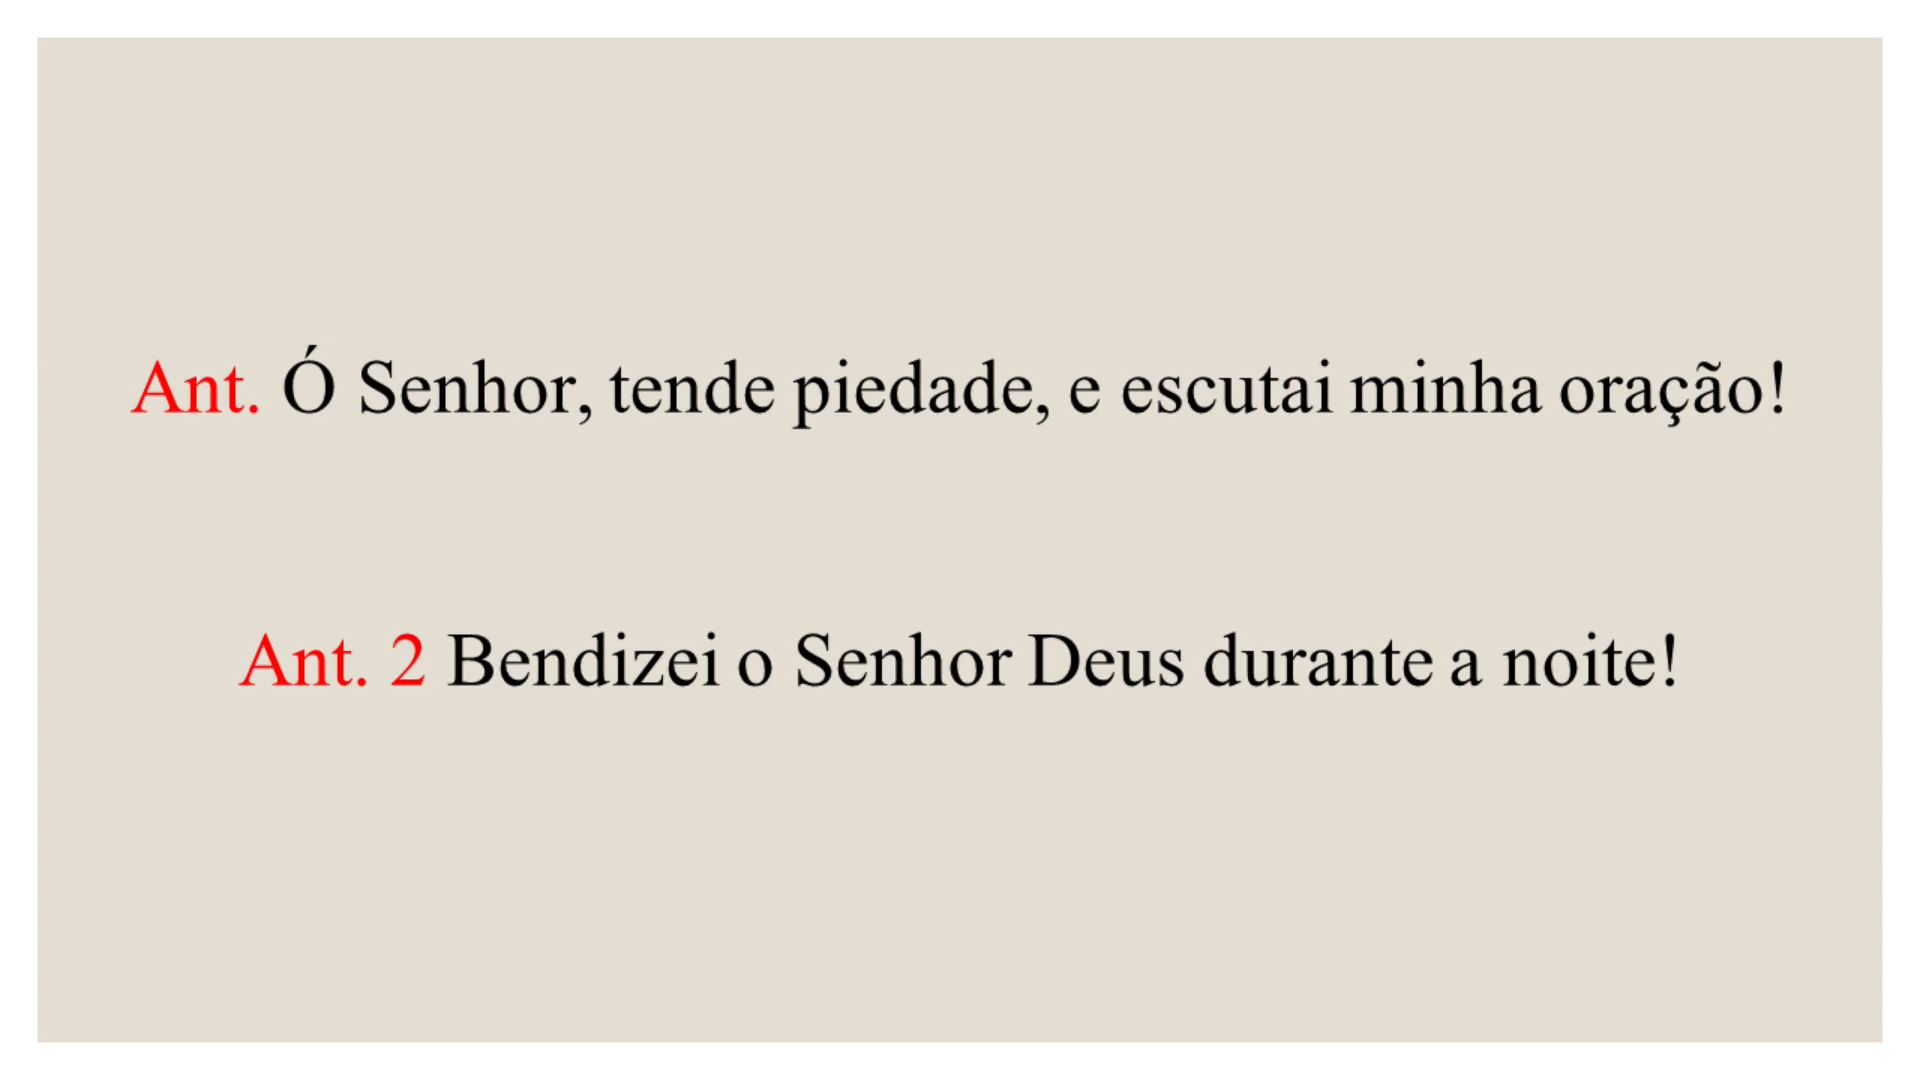 Ant. Ó Senhor, tende piedade, e escutai minha oração!
Ant. 2 Bendizei o Senhor Deus durante a noite!